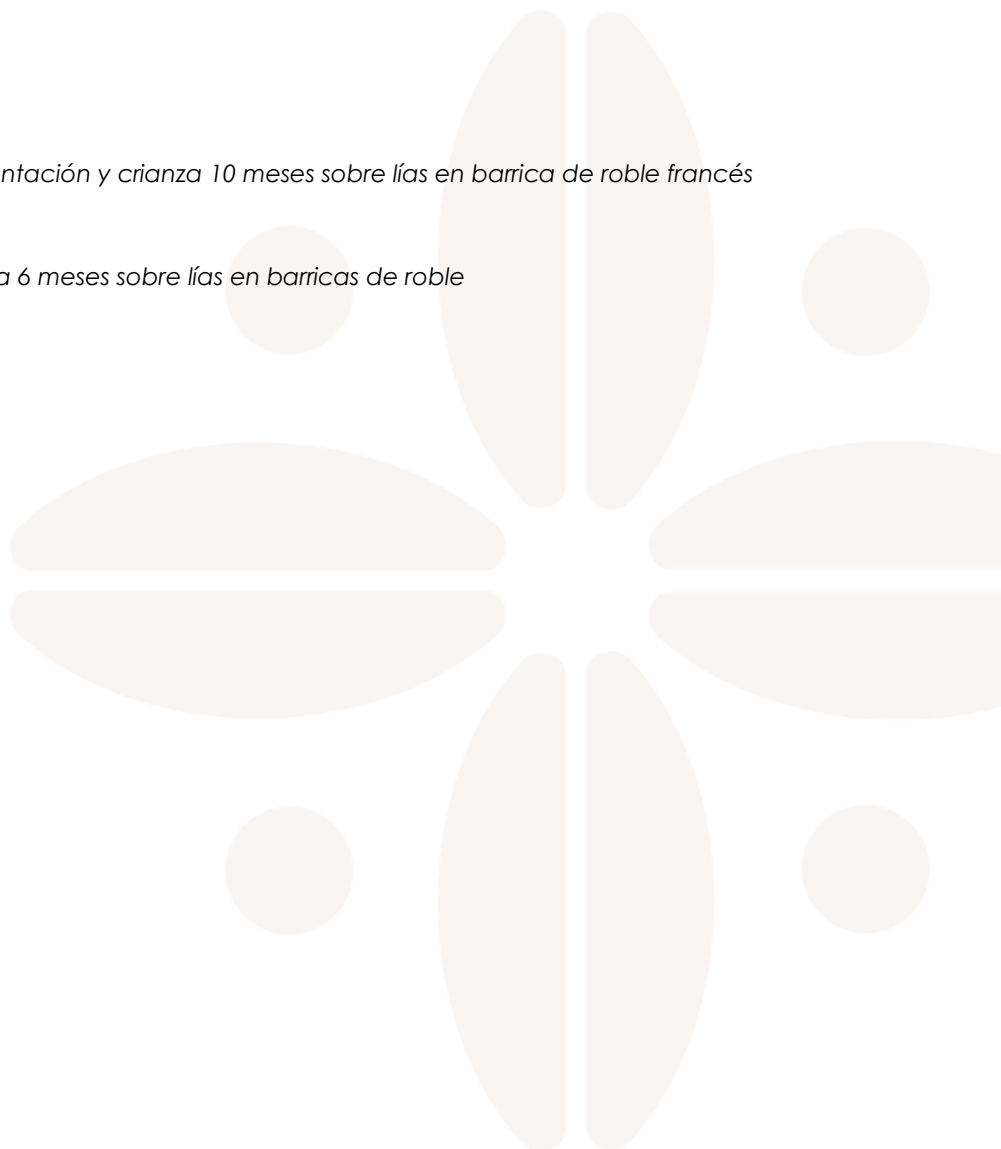 ntación y crianza 10 meses sobre lías en barrica de roble francés
a 6 meses sobre lías en barricas de roble